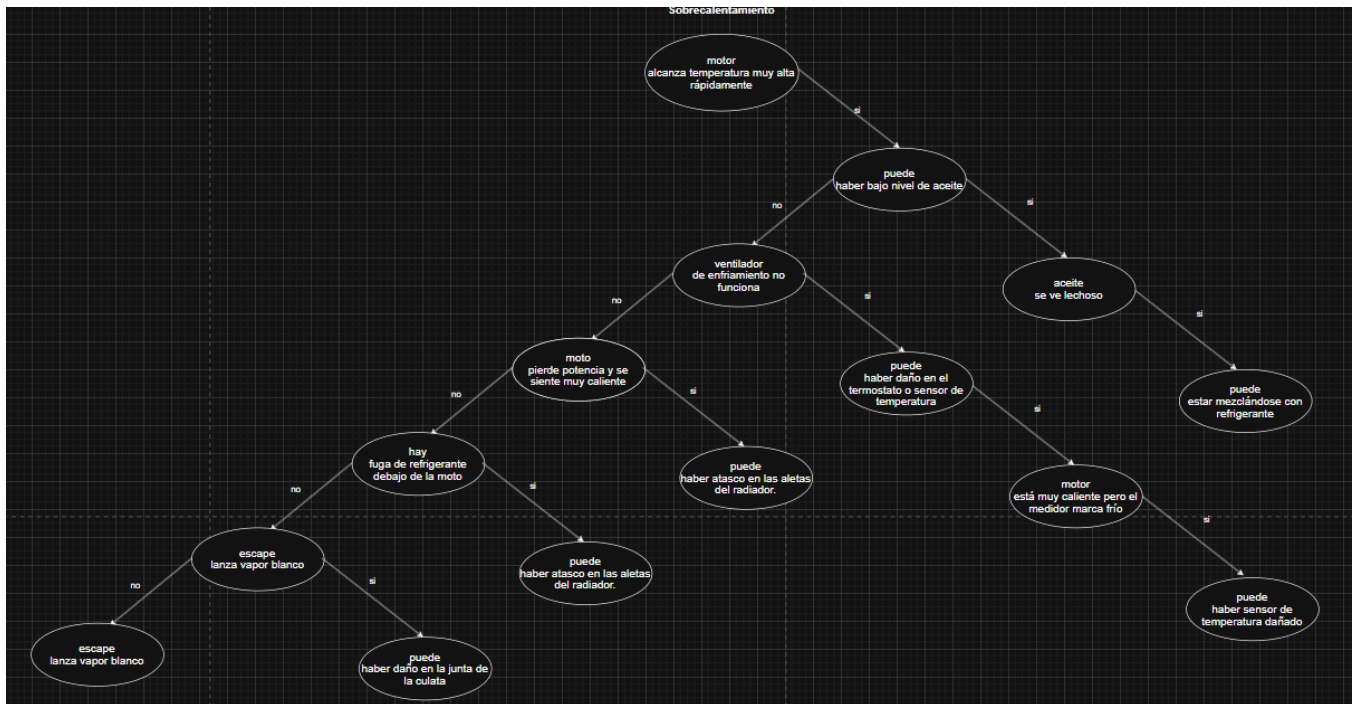 Sobrecalentamiento
motor
alcanza temperatura muy alta
rápidamente
si
puede
haber bajo nivel de aceite
no
si
ventilador
de enfriamiento no
funciona
aceite
se ve lechoso
no
si
si
moto
pierde potencia y se
siente muy caliente
puede
haber daño en el
termostato o sensor de
temperatura
puede
estar mezclándose con
refrigerante
no
si
si
hay
fuga de refrigerante
debajo de la moto
puede
haber atasco en las aletas
del radiador.
motor
está muy caliente pero el
medidor marca frío
no
si
si
escape
lanza vapor blanco
puede
haber atasco en las aletas
del radiador.
puede
haber sensor de
temperatura dañado
no
si
escape
lanza vapor blanco
puede
haber daño en la junta de
la culata